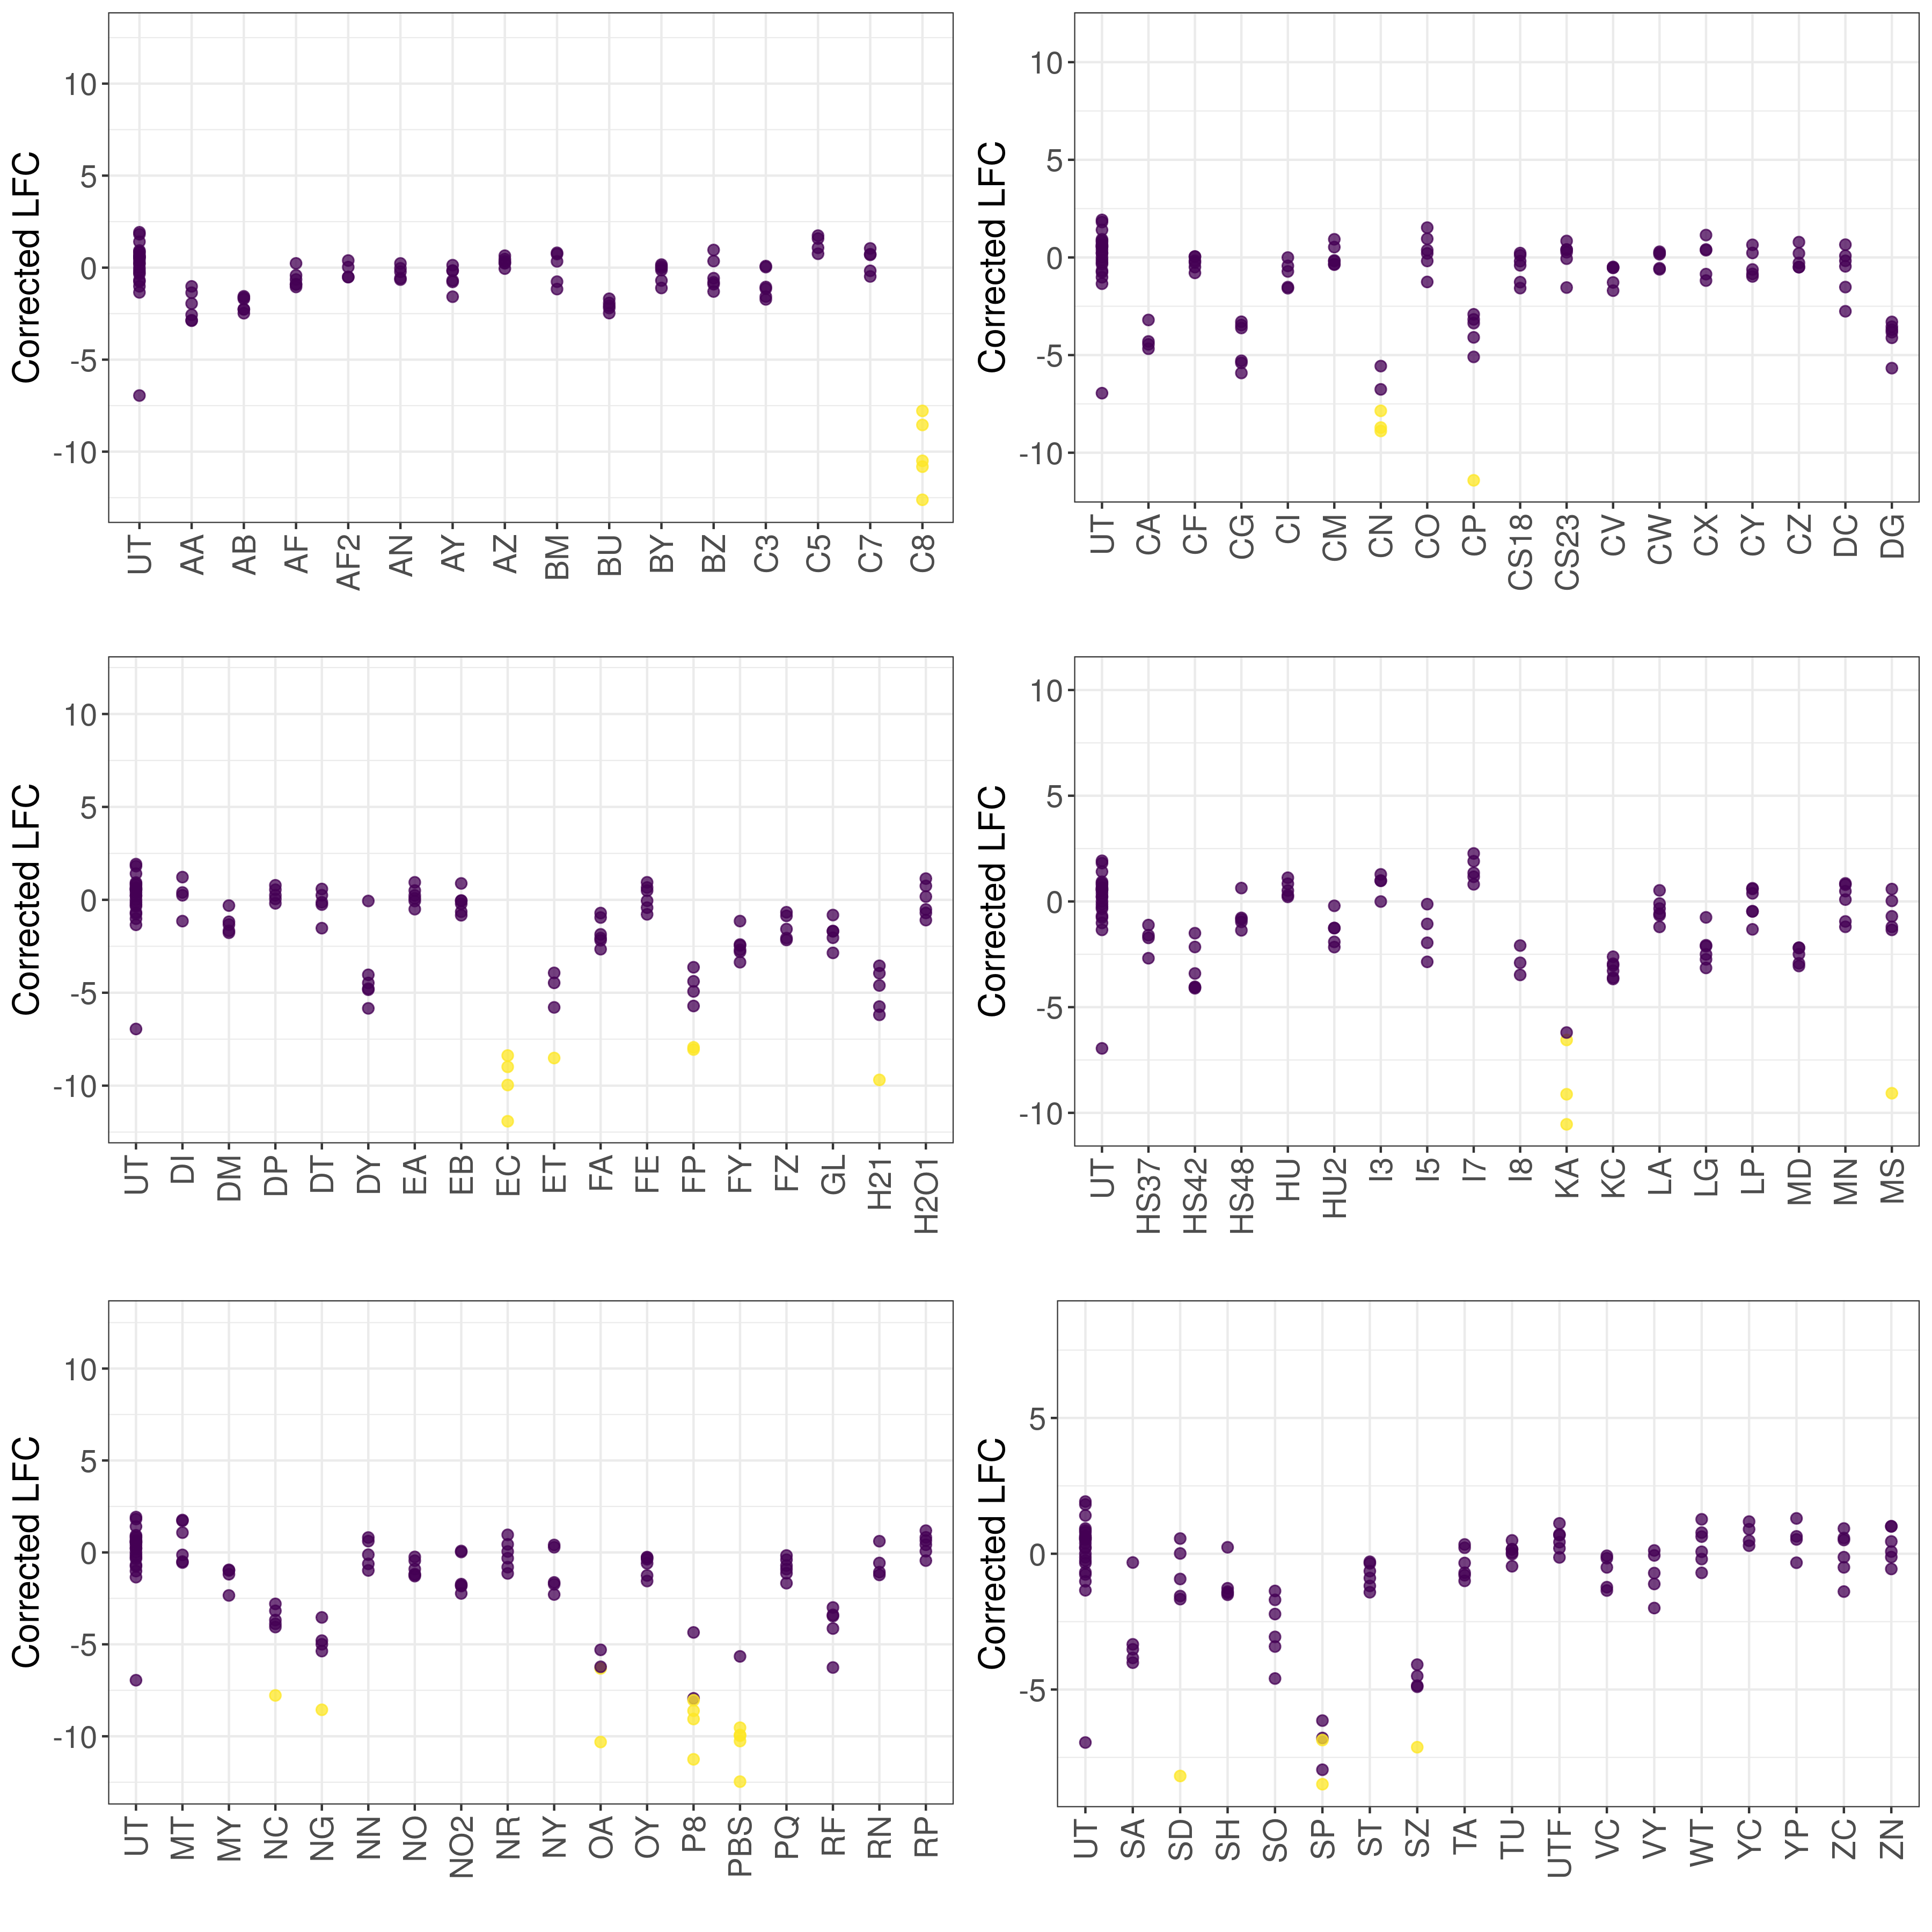 Corrected LFC
10
5
0
-5
-10
UT AA AB AF AF2 AN AY AZ BM BU BY BZ C3 C5 C7 C8
Corrected LFC
10
5
0
-5
-10
UT CA CF CG CI CM CN CO CP CS18 CS23 CV CW CX CY CZ DC DG
Corrected LFC
10
5
0
-5
-10
UT DI DM DP DT DY EA EB EC ET FA FE FP FY FZ GL H21 H2O1
Corrected LFC
10
5
0
-5
-10
UT HS37 HS42 HS48 HU HU2 I3 I5 I7 I8 KA KC LA LG LP MD MN MS
Corrected LFC
10
5
0
-5
-10
UT MT MY NC NG NN NO NO2 NR NY OA OY P8 PBS PQ RF RN RP
Corrected LFC
5
0
-5
UT SA SD SH SO SP ST SZ TA TU UTF VC VY WT YC YP ZC ZN